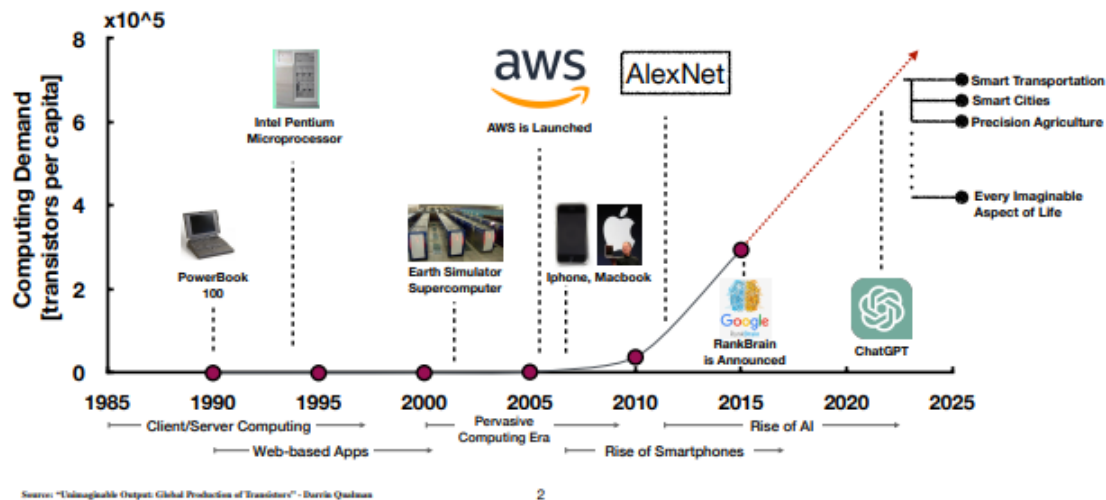 x10^5
Computing Demand
[transistors per capita]
8
6
4
2
0
PowerBook
100
Intel Pentium
Microprocessor
Earth Simulator
Supercomputer
aws
AWS is Launched
Iphone, Macbook
AlexNet
Google
RankBrain
is Announced
ChatGPT
Smart Transportation
Smart Cities
Precision Agriculture
Every Imaginable
Aspect of Life
1985 1990 1995 2000 2005 2010 2015 2020 2025
Client/Server Computing
Web-based Apps
Pervasive
Computing Era
Rise of Smartphones
Rise of AI
Source: "Unimaginable Output: Global Production of Transistors" - Darrin Qualman
2